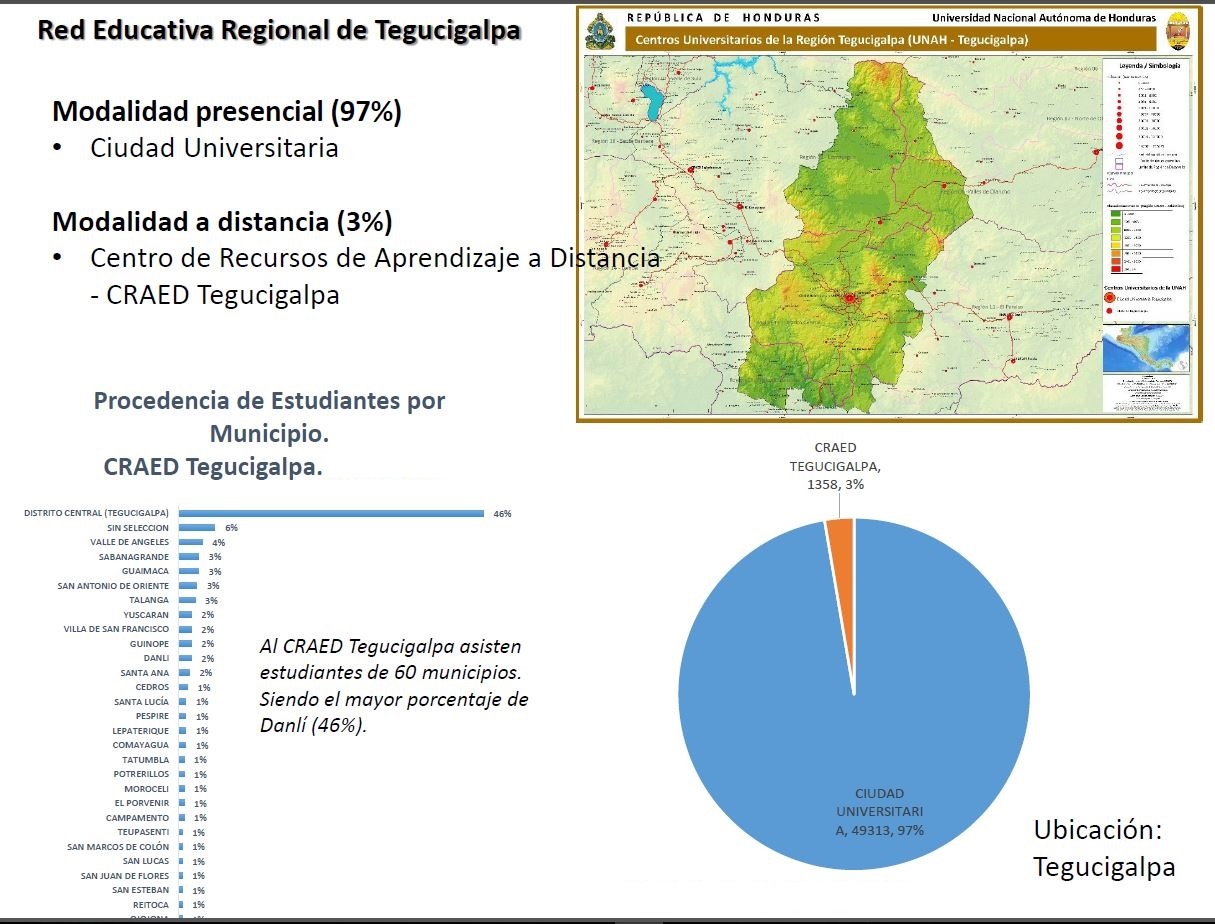 Red Educativa Regional de Tegucigalpa
Modalidad presencial (97%)
• Ciudad Universitaria
Modalidad a distancia (3%)
• Centro de Recursos de Aprendizaje a Distancia
- CRAED Tegucigalpa
REPÚBLICA DE HONDURAS
Universidad Nacional Autónoma de Honduras
Centros Universitarios de la Región Tegucigalpa (UNAH - Tegucigalpa)
Leyenda / Simbología
Centros Universitarios de la UNAH
Procedencia de Estudiantes por
Municipio.
CRAED Tegucigalpa.
DISTRITO CENTRAL (TEGUCIGALPA) 46%
SIN SELECCION 6%
VALLE DE ANGELES 4%
SABANAGRANDE 3%
GUAIMACA 3%
SAN ANTONIO DE ORIENTE 3%
TALANGA 3%
YUSCARAN 2%
VILLA DE SAN FRANCISCO 2%
GUINOPE 2%
DANLI 2%
SANTA ANA 2%
CEDROS 1%
SANTA LUCÍA 1%
PESPIRE 1%
LEPATERIQUE 1%
COMAYAGUA 1%
TATUMBLA 1%
POTRERILLOS 1%
MOROCELI 1%
EL PORVENIR 1%
CAMPAMENTO 1%
TEUPASENTI 1%
SAN MARCOS DE COLÓN 1%
SAN LUCAS 1%
SAN JUAN DE FLORES 1%
SAN ESTEBAN 1%
REITOCA 1%
Al CRAED Tegucigalpa asisten
estudiantes de 60 municipios.
Siendo el mayor porcentaje de
Danlí (46%).
CRAED
TEGUCIGALPA,
1358, 3%
CIUDAD
UNIVERSITARI
A, 49313, 97%
Ubicación:
Tegucigalpa